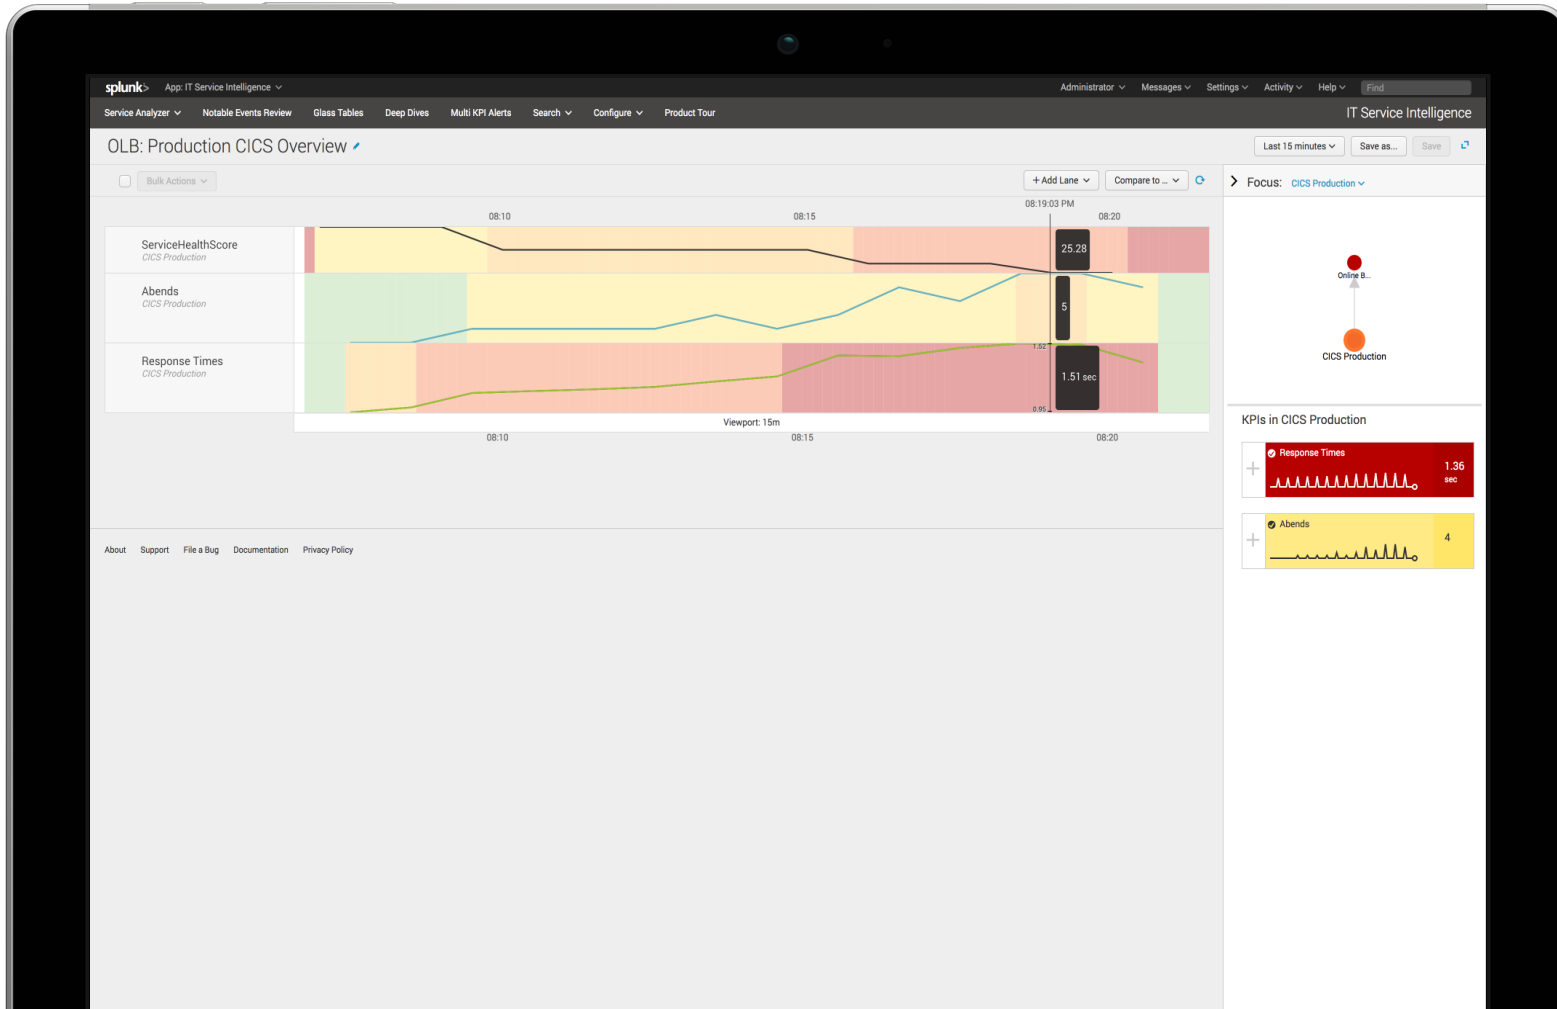 splunk> App: IT Service Intelligence Administrator Messages Settings Activity Help Find
Service Analyzer Notable Events Review Glass Tables Deep Dives Multi KPI Alerts Search Configure Product Tour IT Service Intelligence
OLB: Production CICS Overview Last 15 minutes Save as... Save
Bulk Actions + Add Lane Compare to ... Focus: CICS Production
08:19:03 PM
08:10 08:15 08:20
ServiceHealthScore 25.28
CICS Production
Abends 5
CICS Production
1.52
Response Times 1.51 sec
CICS Production
0.95
Viewport: 15m
08:10 08:15 08:20
Online B...
CICS Production
KPIs in CICS Production
Response Times 1.36
sec
Abends 4
About Support File a Bug Documentation Privacy Policy